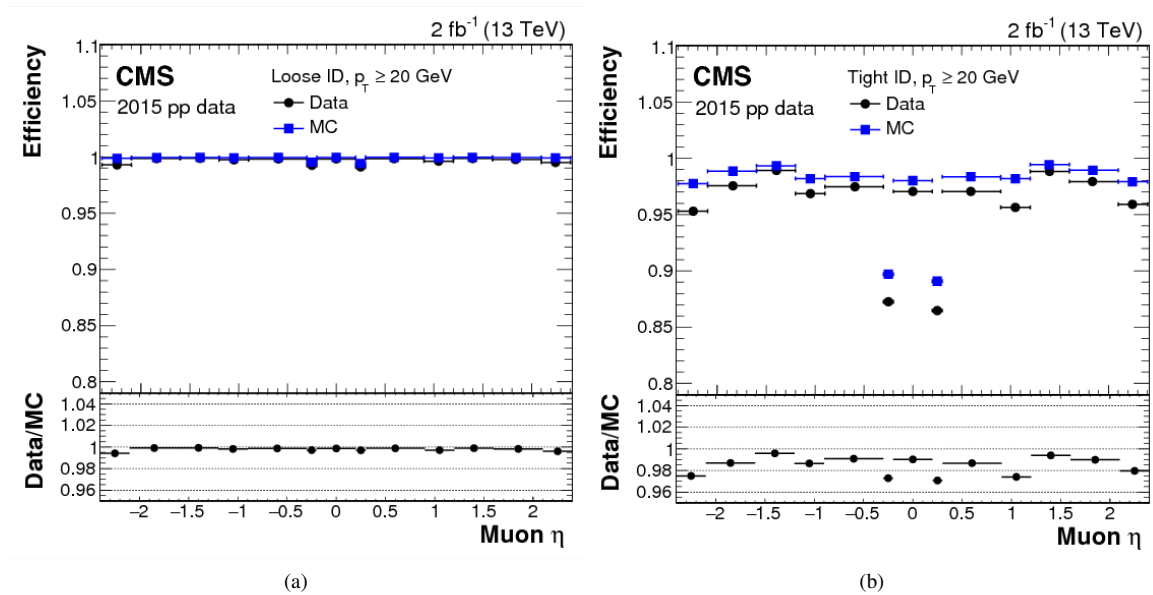 2 fb⁻¹ (13 TeV)
Efficiency
1.1
1.05
1
0.95
0.9
0.85
0.8
CMS
2015 pp data
Loose ID, p_T ≥ 20 GeV
Data
MC
Data/MC
1.04
1.02
1
0.98
0.96
−2 −1.5 −1 −0.5 0 0.5 1 1.5 2
Muon η
(a)
2 fb⁻¹ (13 TeV)
Efficiency
1.1
1.05
1
0.95
0.9
0.85
0.8
CMS
2015 pp data
Tight ID, p_T ≥ 20 GeV
Data
MC
Data/MC
1.04
1.02
1
0.98
0.96
−2 −1.5 −1 −0.5 0 0.5 1 1.5 2
Muon η
(b)